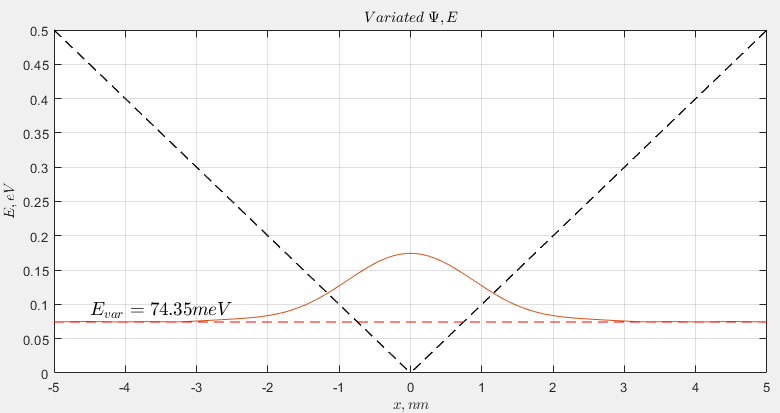 Variated Ψ, E
0.5
0.45
0.4
0.35
0.3
0.25
0.2
0.15
0.1
0.05
0
E, eV
E_var = 74.35meV
-5 -4 -3 -2 -1 0 1 2 3 4 5
x, nm